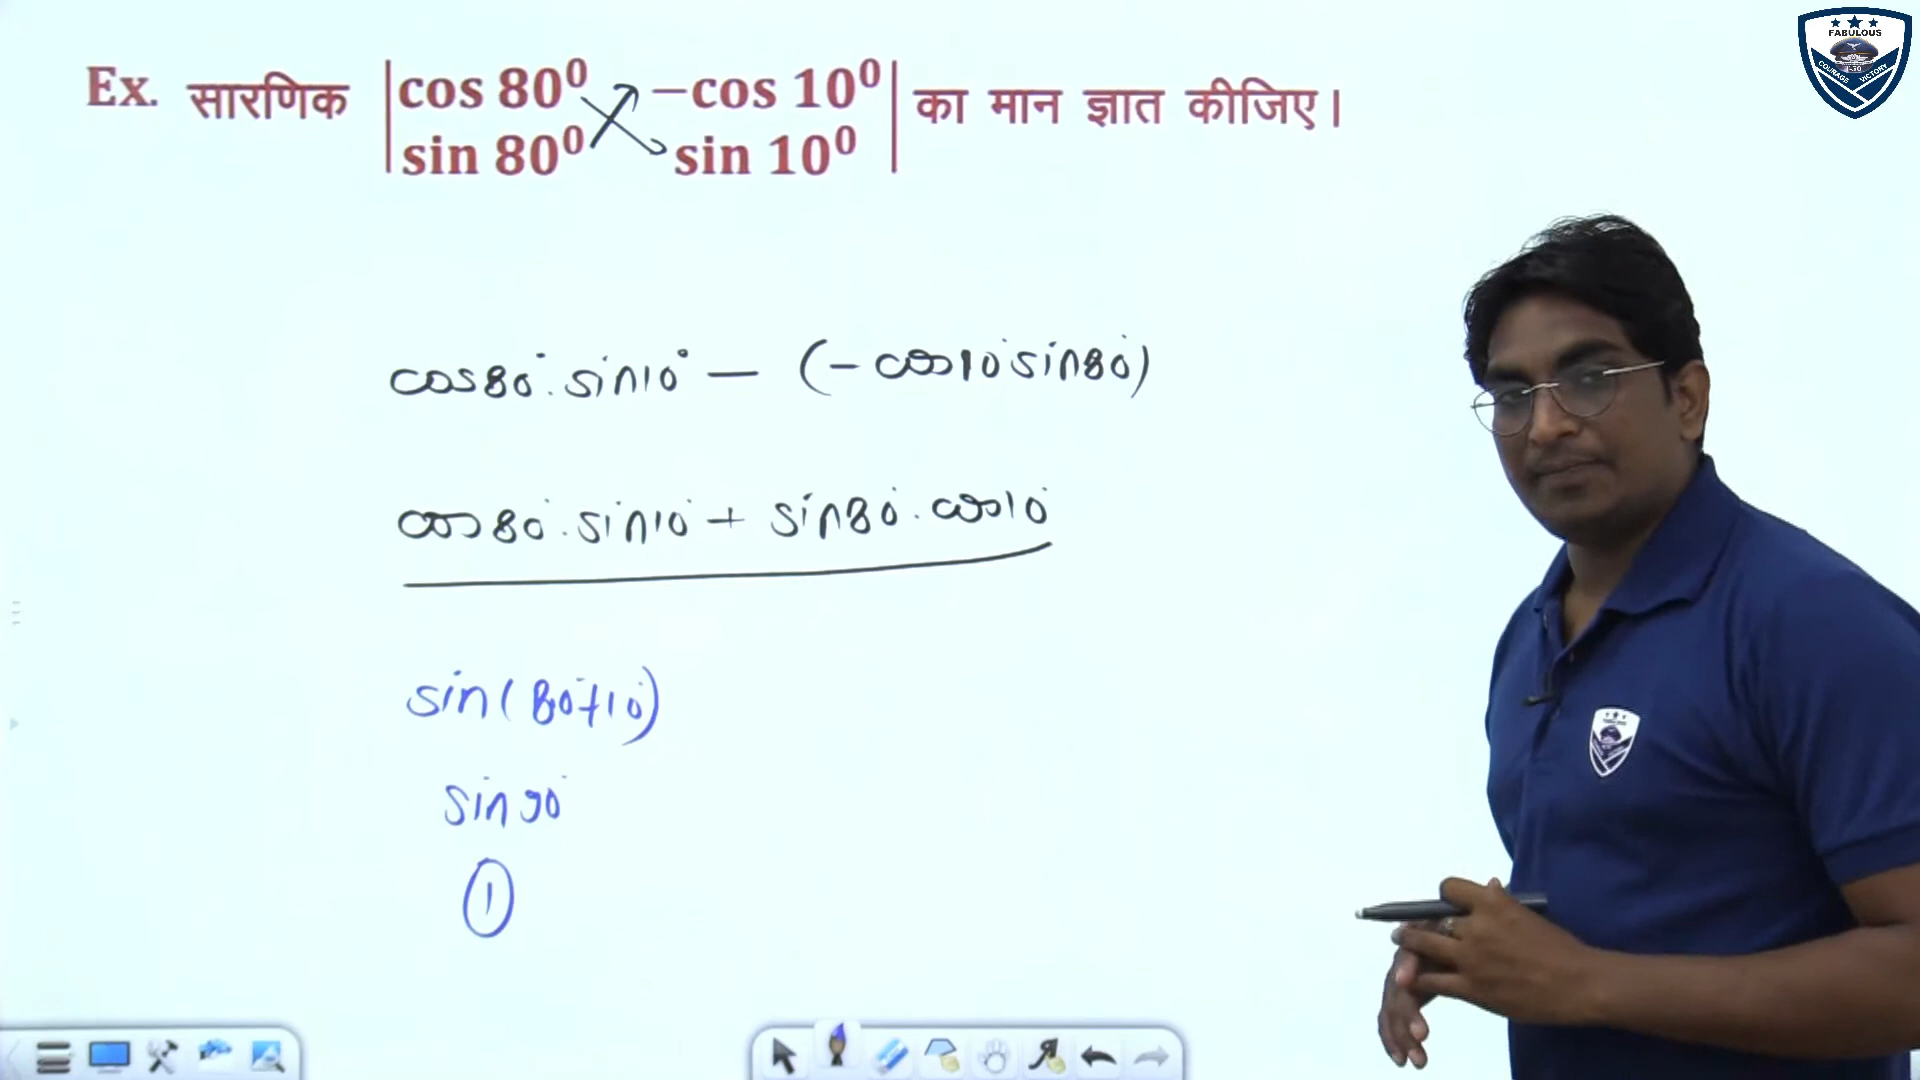 Ex. सारणिक |cos 80⁰ −cos 10⁰| का मान ज्ञात कीजिए।
|sin 80⁰ sin 10⁰|
cos80°.sin10° — (−cos10°sin80°)
cos80°.sin10° + sin80°.cos10°
sin(80°+10°)
sin90°
1
FABULOUS
COURAGE VICTORY